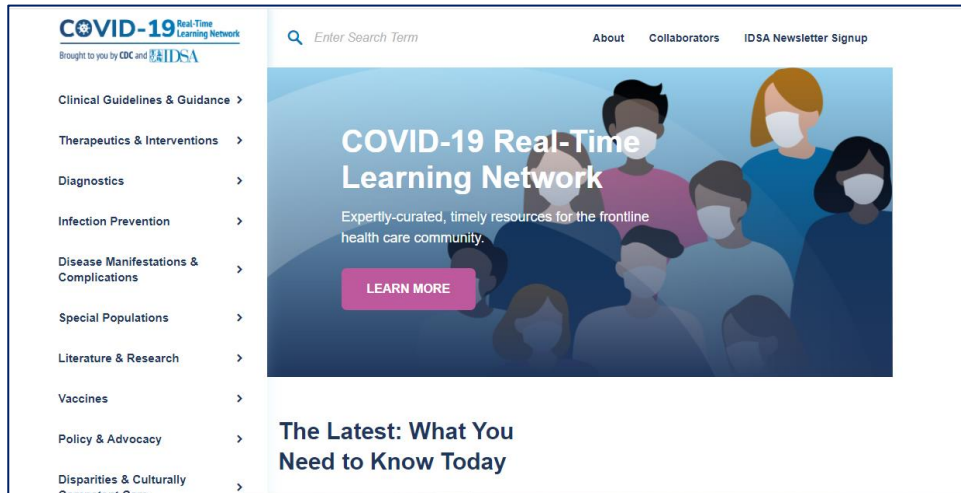 COVID-19 Real-Time
Learning Network
Brought to you by CDC and IDSA
Enter Search Term
About
Collaborators
IDSA Newsletter Signup
Clinical Guidelines & Guidance
Therapeutics & Interventions
Diagnostics
Infection Prevention
Disease Manifestations &
Complications
Special Populations
Literature & Research
Vaccines
Policy & Advocacy
Disparities & Culturally
COVID-19 Real-Time
Learning Network
Expertly-curated, timely resources for the frontline
health care community.
LEARN MORE
The Latest: What You
Need to Know Today